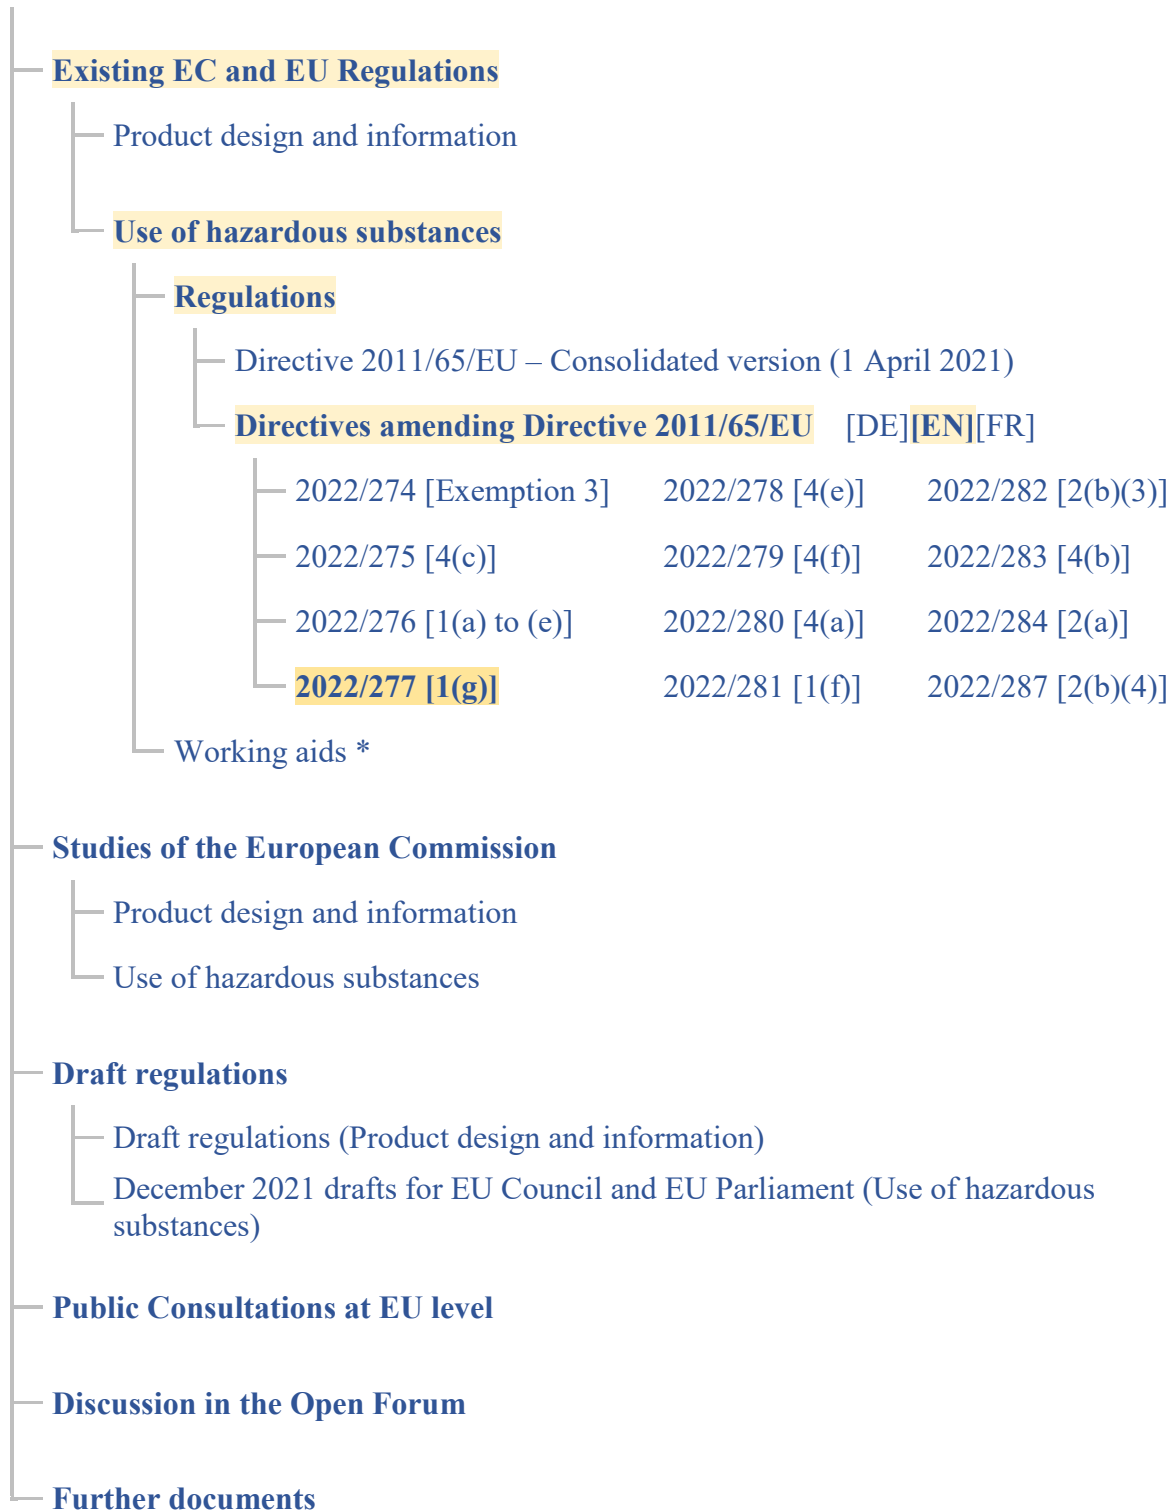 Existing EC and EU Regulations
Product design and information
Use of hazardous substances
Regulations
Directive 2011/65/EU – Consolidated version (1 April 2021)
Directives amending Directive 2011/65/EU [DE][EN][FR]
2022/274 [Exemption 3] 2022/278 [4(e)] 2022/282 [2(b)(3)]
2022/275 [4(c)] 2022/279 [4(f)] 2022/283 [4(b)]
2022/276 [1(a) to (e)] 2022/280 [4(a)] 2022/284 [2(a)]
2022/277 [1(g)] 2022/281 [1(f)] 2022/287 [2(b)(4)]
Working aids *
Studies of the European Commission
Product design and information
Use of hazardous substances
Draft regulations
Draft regulations (Product design and information)
December 2021 drafts for EU Council and EU Parliament (Use of hazardous
substances)
Public Consultations at EU level
Discussion in the Open Forum
Further documents